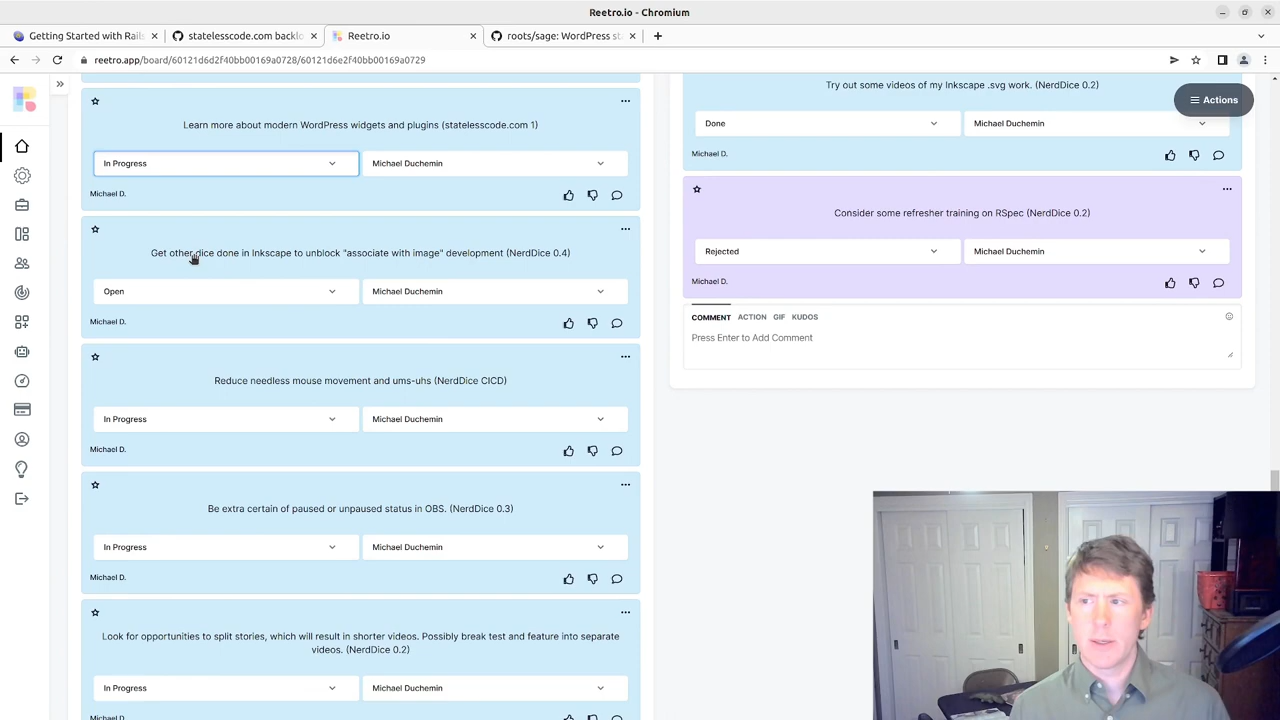 Reetro.io - Chromium
Getting Started with Rail
statelesscode.com backlo
Reetro.io
roots/sage: WordPress st
reetro.app/board/60121d6d2f40bb00169a0728/60121d6e2f40bb00169a0729
Learn more about modern WordPress widgets and plugins (statelesscode.com 1)
In Progress
Michael Duchemin
Michael D.
Get other dice done in Inkscape to unblock "associate with image" development (NerdDice 0.4)
Open
Michael Duchemin
Michael D.
Reduce needless mouse movement and ums-uhs (NerdDice CICD)
In Progress
Michael Duchemin
Michael D.
Be extra certain of paused or unpaused status in OBS. (NerdDice 0.3)
In Progress
Michael Duchemin
Michael D.
Look for opportunities to split stories, which will result in shorter videos. Possibly break test and feature into separate
videos. (NerdDice 0.2)
In Progress
Michael Duchemin
Michael D.
Try out some videos of my Inkscape .svg work. (NerdDice 0.2)
Actions
Done
Michael Duchemin
Michael D.
Consider some refresher training on RSpec (NerdDice 0.2)
Rejected
Michael Duchemin
Michael D.
COMMENT ACTION GIF KUDOS
Press Enter to Add Comment